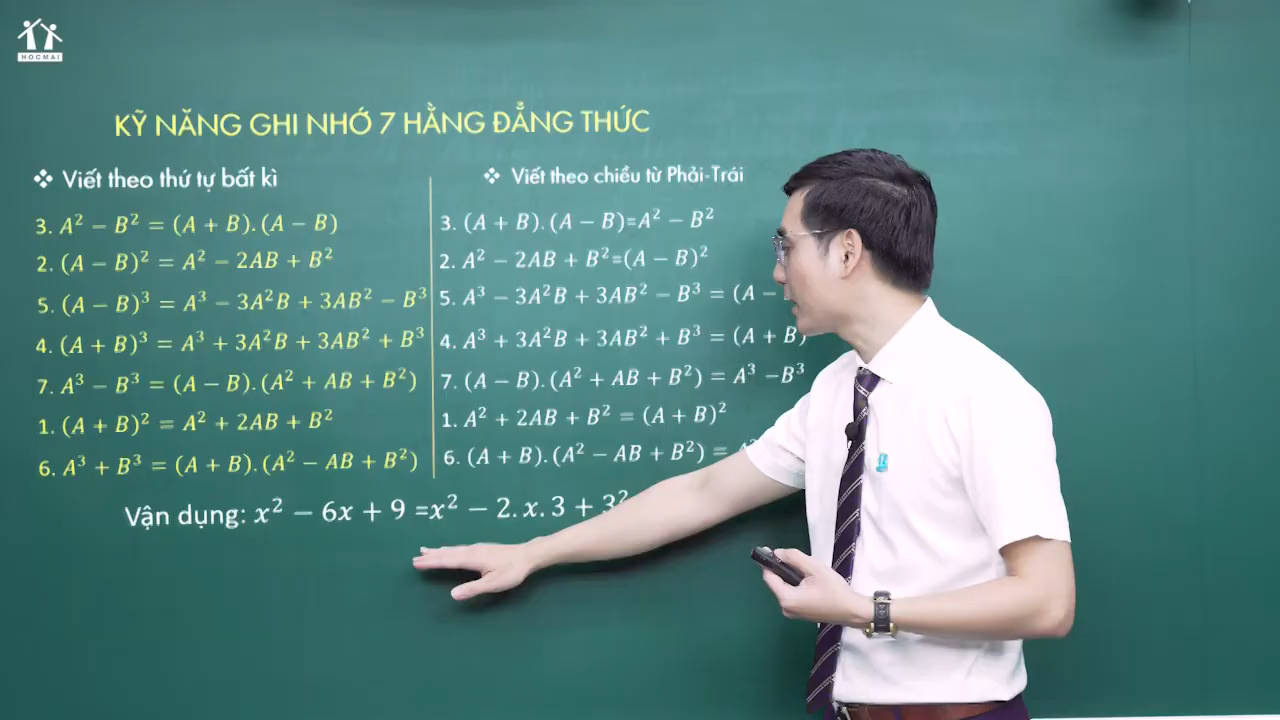 HOCMAI
KỸ NĂNG GHI NHỚ 7 HẰNG ĐẲNG THỨC
❖ Viết theo thứ tự bất kì
3. A² − B² = (A + B).(A − B)
2. (A − B)² = A² − 2AB + B²
5. (A − B)³ = A³ − 3A²B + 3AB² − B³
4. (A + B)³ = A³ + 3A²B + 3AB² + B³
7. A³ − B³ = (A − B).(A² + AB + B²)
1. (A + B)² = A² + 2AB + B²
6. A³ + B³ = (A + B).(A² − AB + B²)
❖ Viết theo chiều từ Phải-Trái
3. (A + B).(A − B)=A² − B²
2. A² − 2AB + B²=(A − B)²
5. A³ − 3A²B + 3AB² − B³ = (A −
4. A³ + 3A²B + 3AB² + B³ = (A + B)
7. (A − B).(A² + AB + B²) = A³ −B³
1. A² + 2AB + B² = (A + B)²
6. (A + B).(A² − AB + B²) =
Vận dụng: x² − 6x + 9 =x² − 2.x.3 + 3²